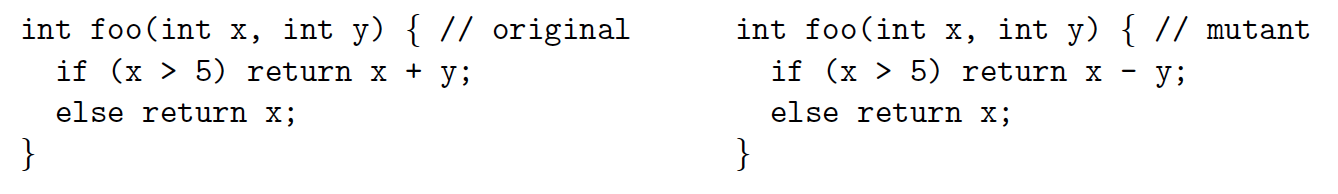 int foo(int x, int y) { // original
  if (x > 5) return x + y;
  else return x;
}
int foo(int x, int y) { // mutant
  if (x > 5) return x - y;
  else return x;
}